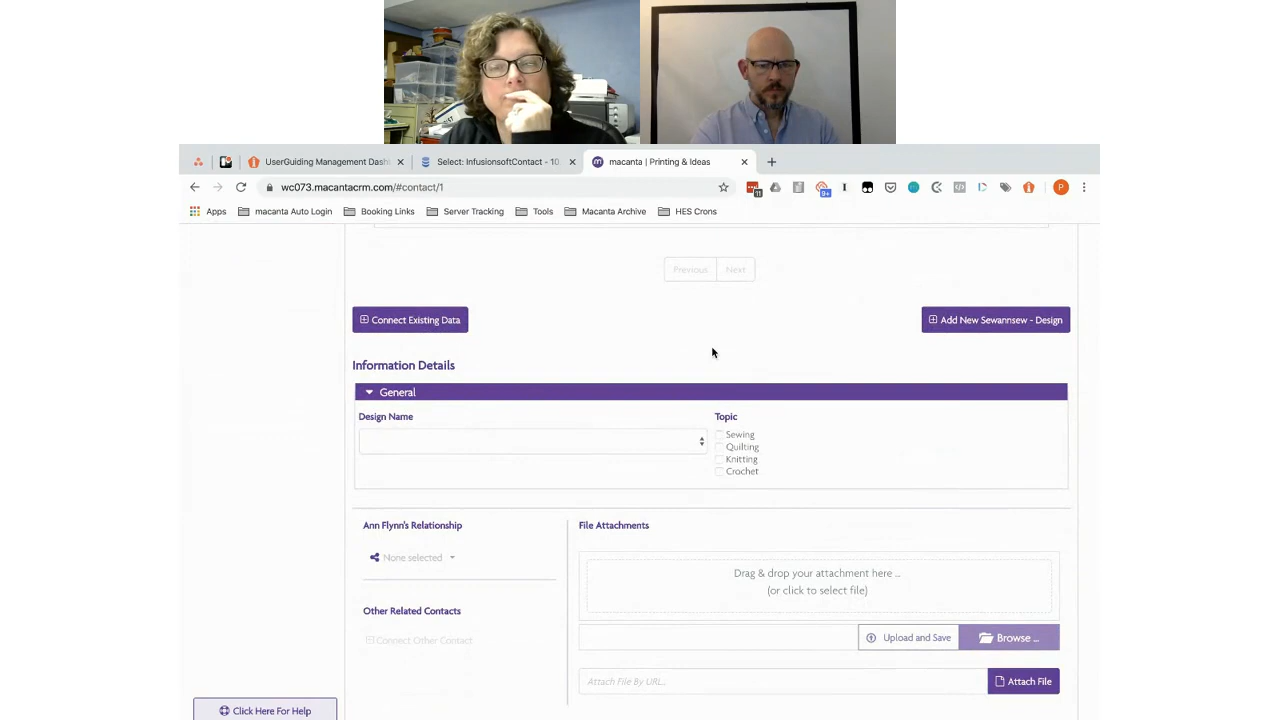 UserGuiding Management Dash
Select: InfusionsoftContact - 10.
macanta | Printing & Ideas
wc073.macantacrm.com/#contact/1
11
9+
P
Apps
macanta Auto Login
Booking Links
Server Tracking
Tools
Macanta Archive
HES Crons
Previous
Next
Connect Existing Data
Add New Sewannsew - Design
Information Details
General
Design Name
Topic
Sewing
Quilting
Knitting
Crochet
Ann Flynn's Relationship
None selected
Other Related Contacts
Connect Other Contact
File Attachments
Drag & drop your attachment here ...
(or click to select file)
Upload and Save
Browse ...
Attach File By URL..
Attach File
Click Here For Help